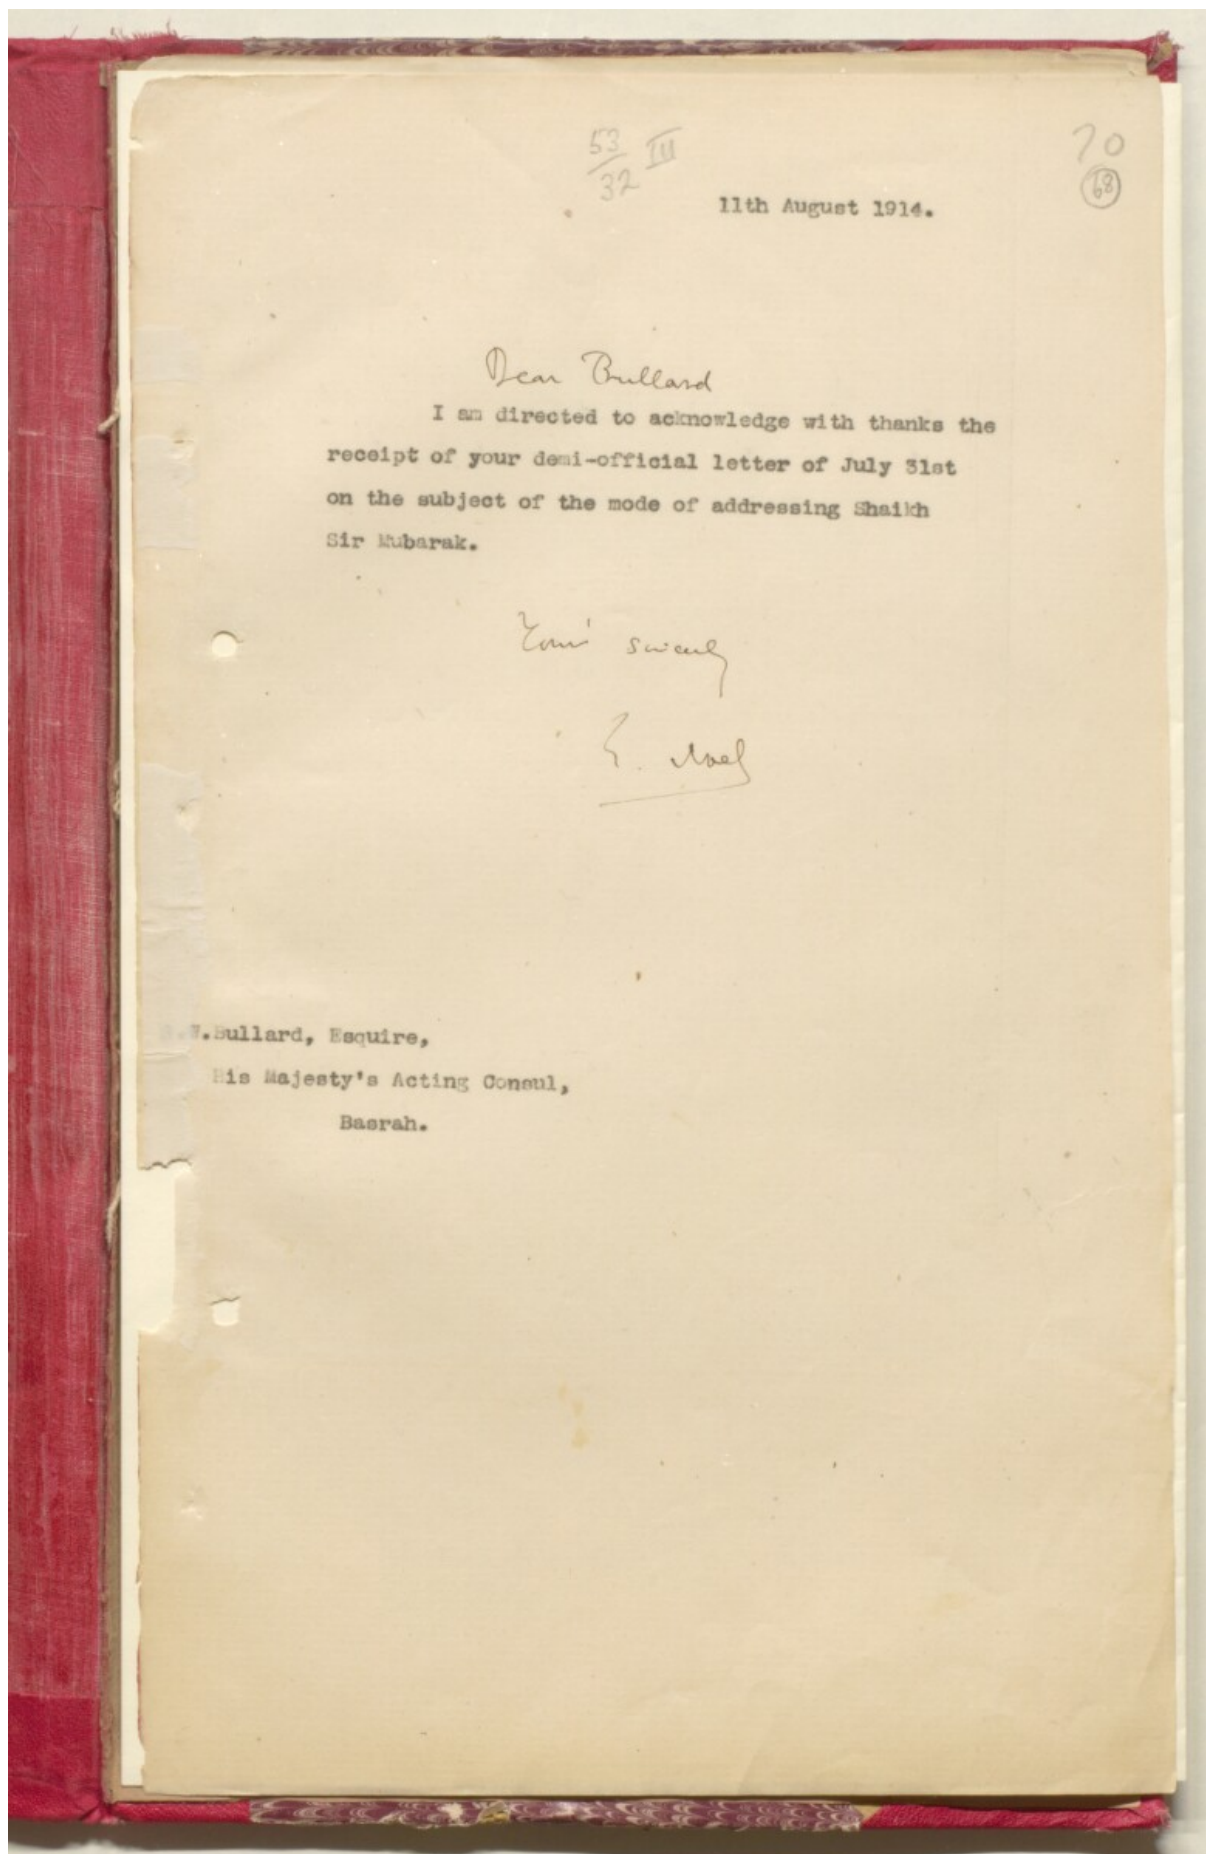 53/32 III
70
68
11th August 1914.
Dear Bullard
I am directed to acknowledge with thanks the
receipt of your demi-official letter of July 31st
on the subject of the mode of addressing Shaikh
Sir Mubarak.
Yours sincerely
E. Noel
W.Bullard, Esquire,
His Majesty's Acting Consul,
Basrah.